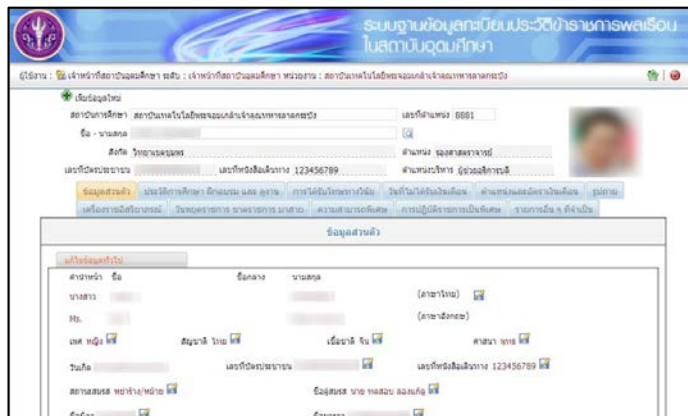 ระบบฐานข้อมูลทะเบียนประวัติข้าราชการพลเรือน
ในสถาบันอุดมศึกษา
ผู้ใช้งาน : เจ้าหน้าที่สถาบันอุดมศึกษา ระดับ : เจ้าหน้าที่สถาบันอุดมศึกษา หน่วยงาน : สถาบันเทคโนโลยีพระจอมเกล้าเจ้าคุณทหารลาดกระบัง
เพิ่มข้อมูลใหม่
สถาบันการศึกษา สถาบันเทคโนโลยีพระจอมเกล้าเจ้าคุณทหารลาดกระบัง เลขที่ตำแหน่ง 8881
ชื่อ - นามสกุล
สังกัด วิทยาเขตชุมพร ตำแหน่ง รองศาสตราจารย์
เลขที่บัตรประชาชน เลขที่หนังสือเดินทาง 123456789 ตำแหน่งบริหาร ผู้ช่วยอธิการบดี
ข้อมูลส่วนตัว ประวัติการศึกษา ฝึกอบรม และ ดูงาน การได้รับโทษทางวินัย วันที่ไม่ได้รับเงินเดือน ตำแหน่งและอัตราเงินเดือน รูปถ่าย
เครื่องราชอิสริยาภรณ์ วันหยุดราชการ ขาดราชการ มาสาย ความสามารถพิเศษ การปฏิบัติราชการเป็นพิเศษ รายการอื่น ๆ ที่จำเป็น
ข้อมูลส่วนตัว
แก้ไขข้อมูลทั่วไป
คำนำหน้า ชื่อ ชื่อกลาง นามสกุล
นางสาว (ภาษาไทย)
Ms. (ภาษาอังกฤษ)
เพศ หญิง สัญชาติ ไทย เชื้อชาติ จีน ศาสนา พุทธ
วันเกิด เลขที่บัตรประชาชน เลขที่หนังสือเดินทาง 123456789
สถานสมรส หย่าร้าง/หม้าย ชื่อคู่สมรส นาย ทดสอบ ลองแก้ดู